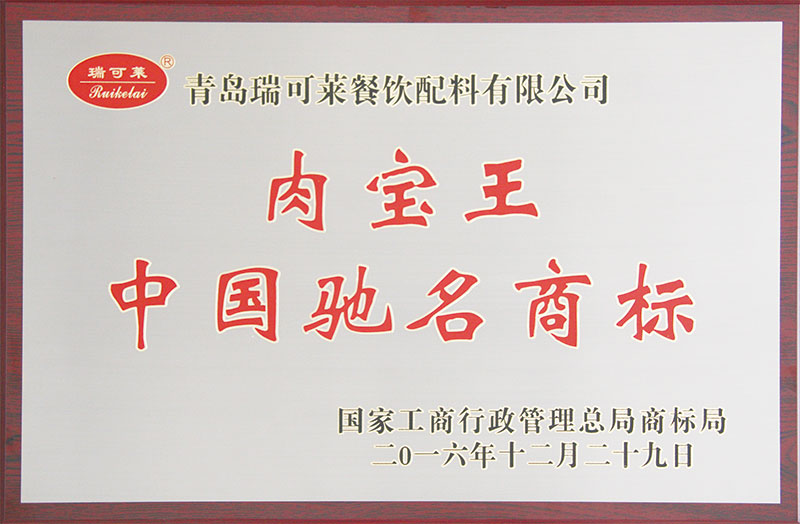 瑞可莱 ®
Ruikelai
青岛瑞可莱餐饮配料有限公司
肉宝王
中国驰名商标
国家工商行政管理总局商标局
二0一六年十二月二十九日